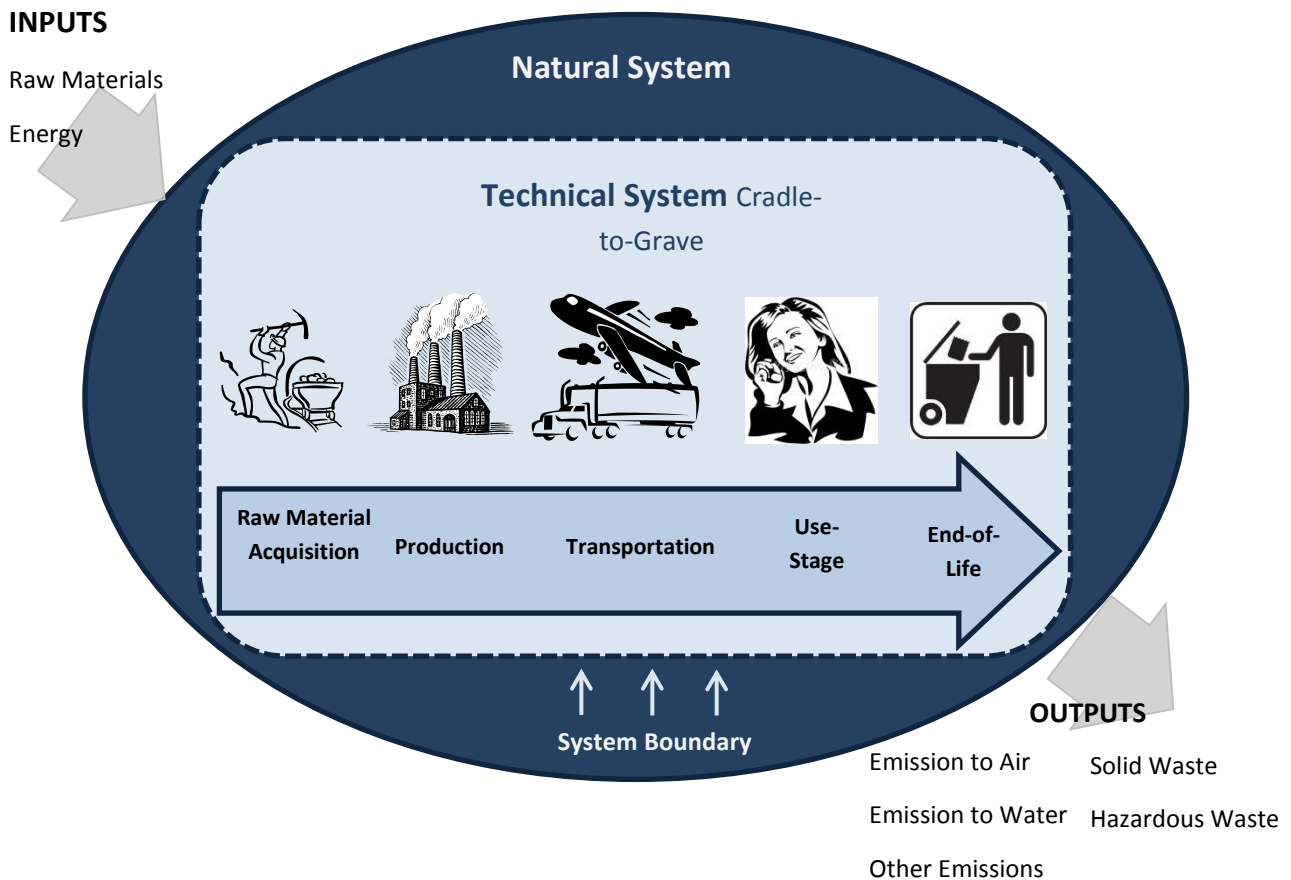 INPUTS
Raw Materials
Energy
Natural System
Technical System Cradle-
to-Grave
Raw Material
Acquisition
Production
Transportation
Use-
Stage
End-of-
Life
System Boundary
OUTPUTS
Emission to Air
Solid Waste
Emission to Water
Hazardous Waste
Other Emissions